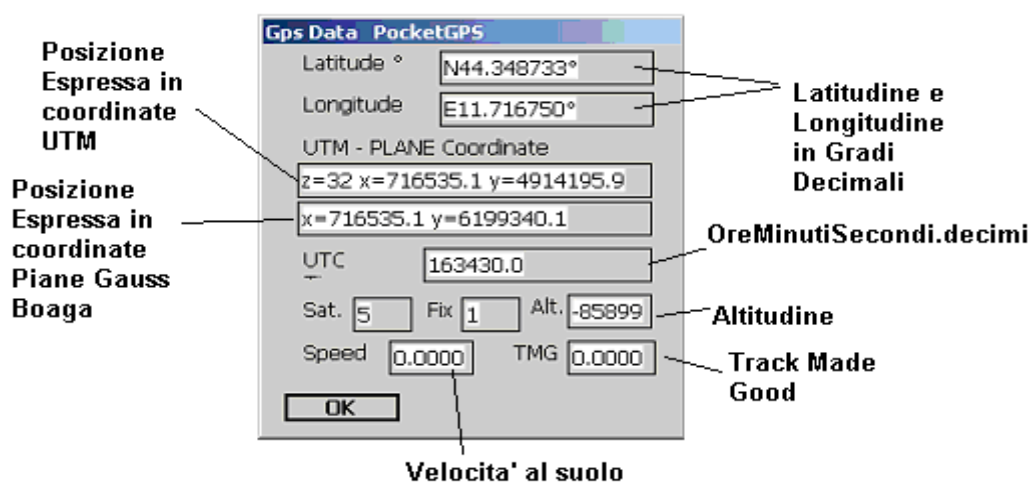 Gps Data PocketGPS
Posizione
Espressa in
coordinate
UTM
Latitude °
N44.348733°
Longitude
E11.716750°
Latitudine e
Longitudine
in Gradi
Decimali
UTM - PLANE Coordinate
z=32 x=716535.1 y=4914195.9
Posizione
Espressa in
coordinate
Piane Gauss
Boaga
x=716535.1 y=6199340.1
UTC
163430.0
OreMinutiSecondi.decimi
Sat.
5
Fix
1
Alt.
-85899
Altitudine
Speed
0.0000
TMG
0.0000
Track Made
Good
OK
Velocita' al suolo